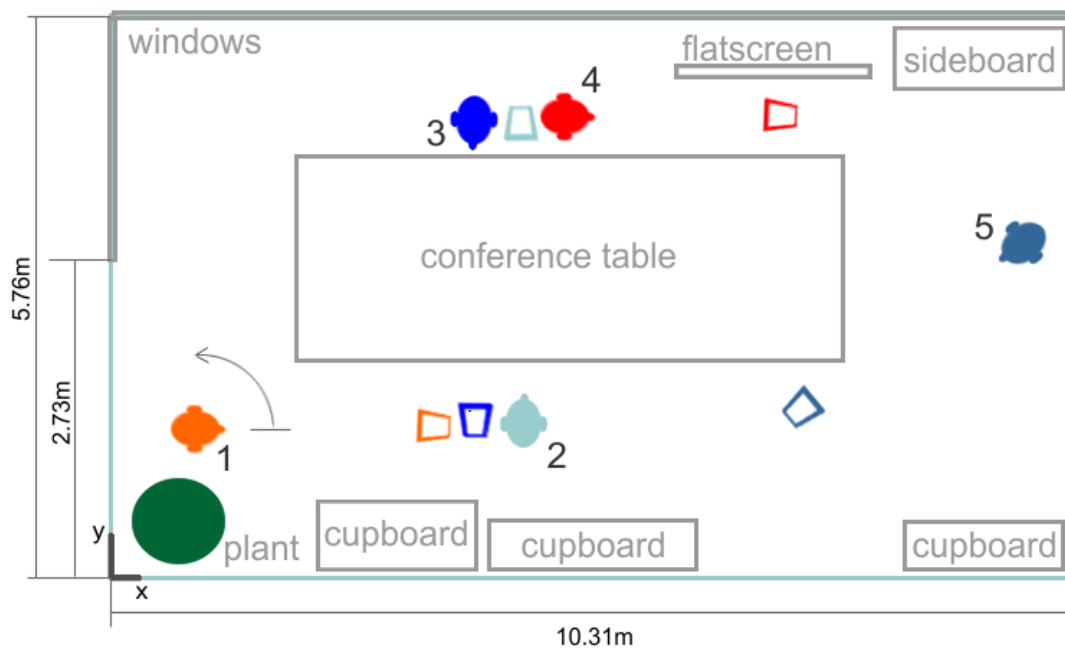 windows
flatscreen
sideboard
4
3
5
conference table
5.76m
2.73m
1
2
cupboard
cupboard
cupboard
plant
y
x
10.31m